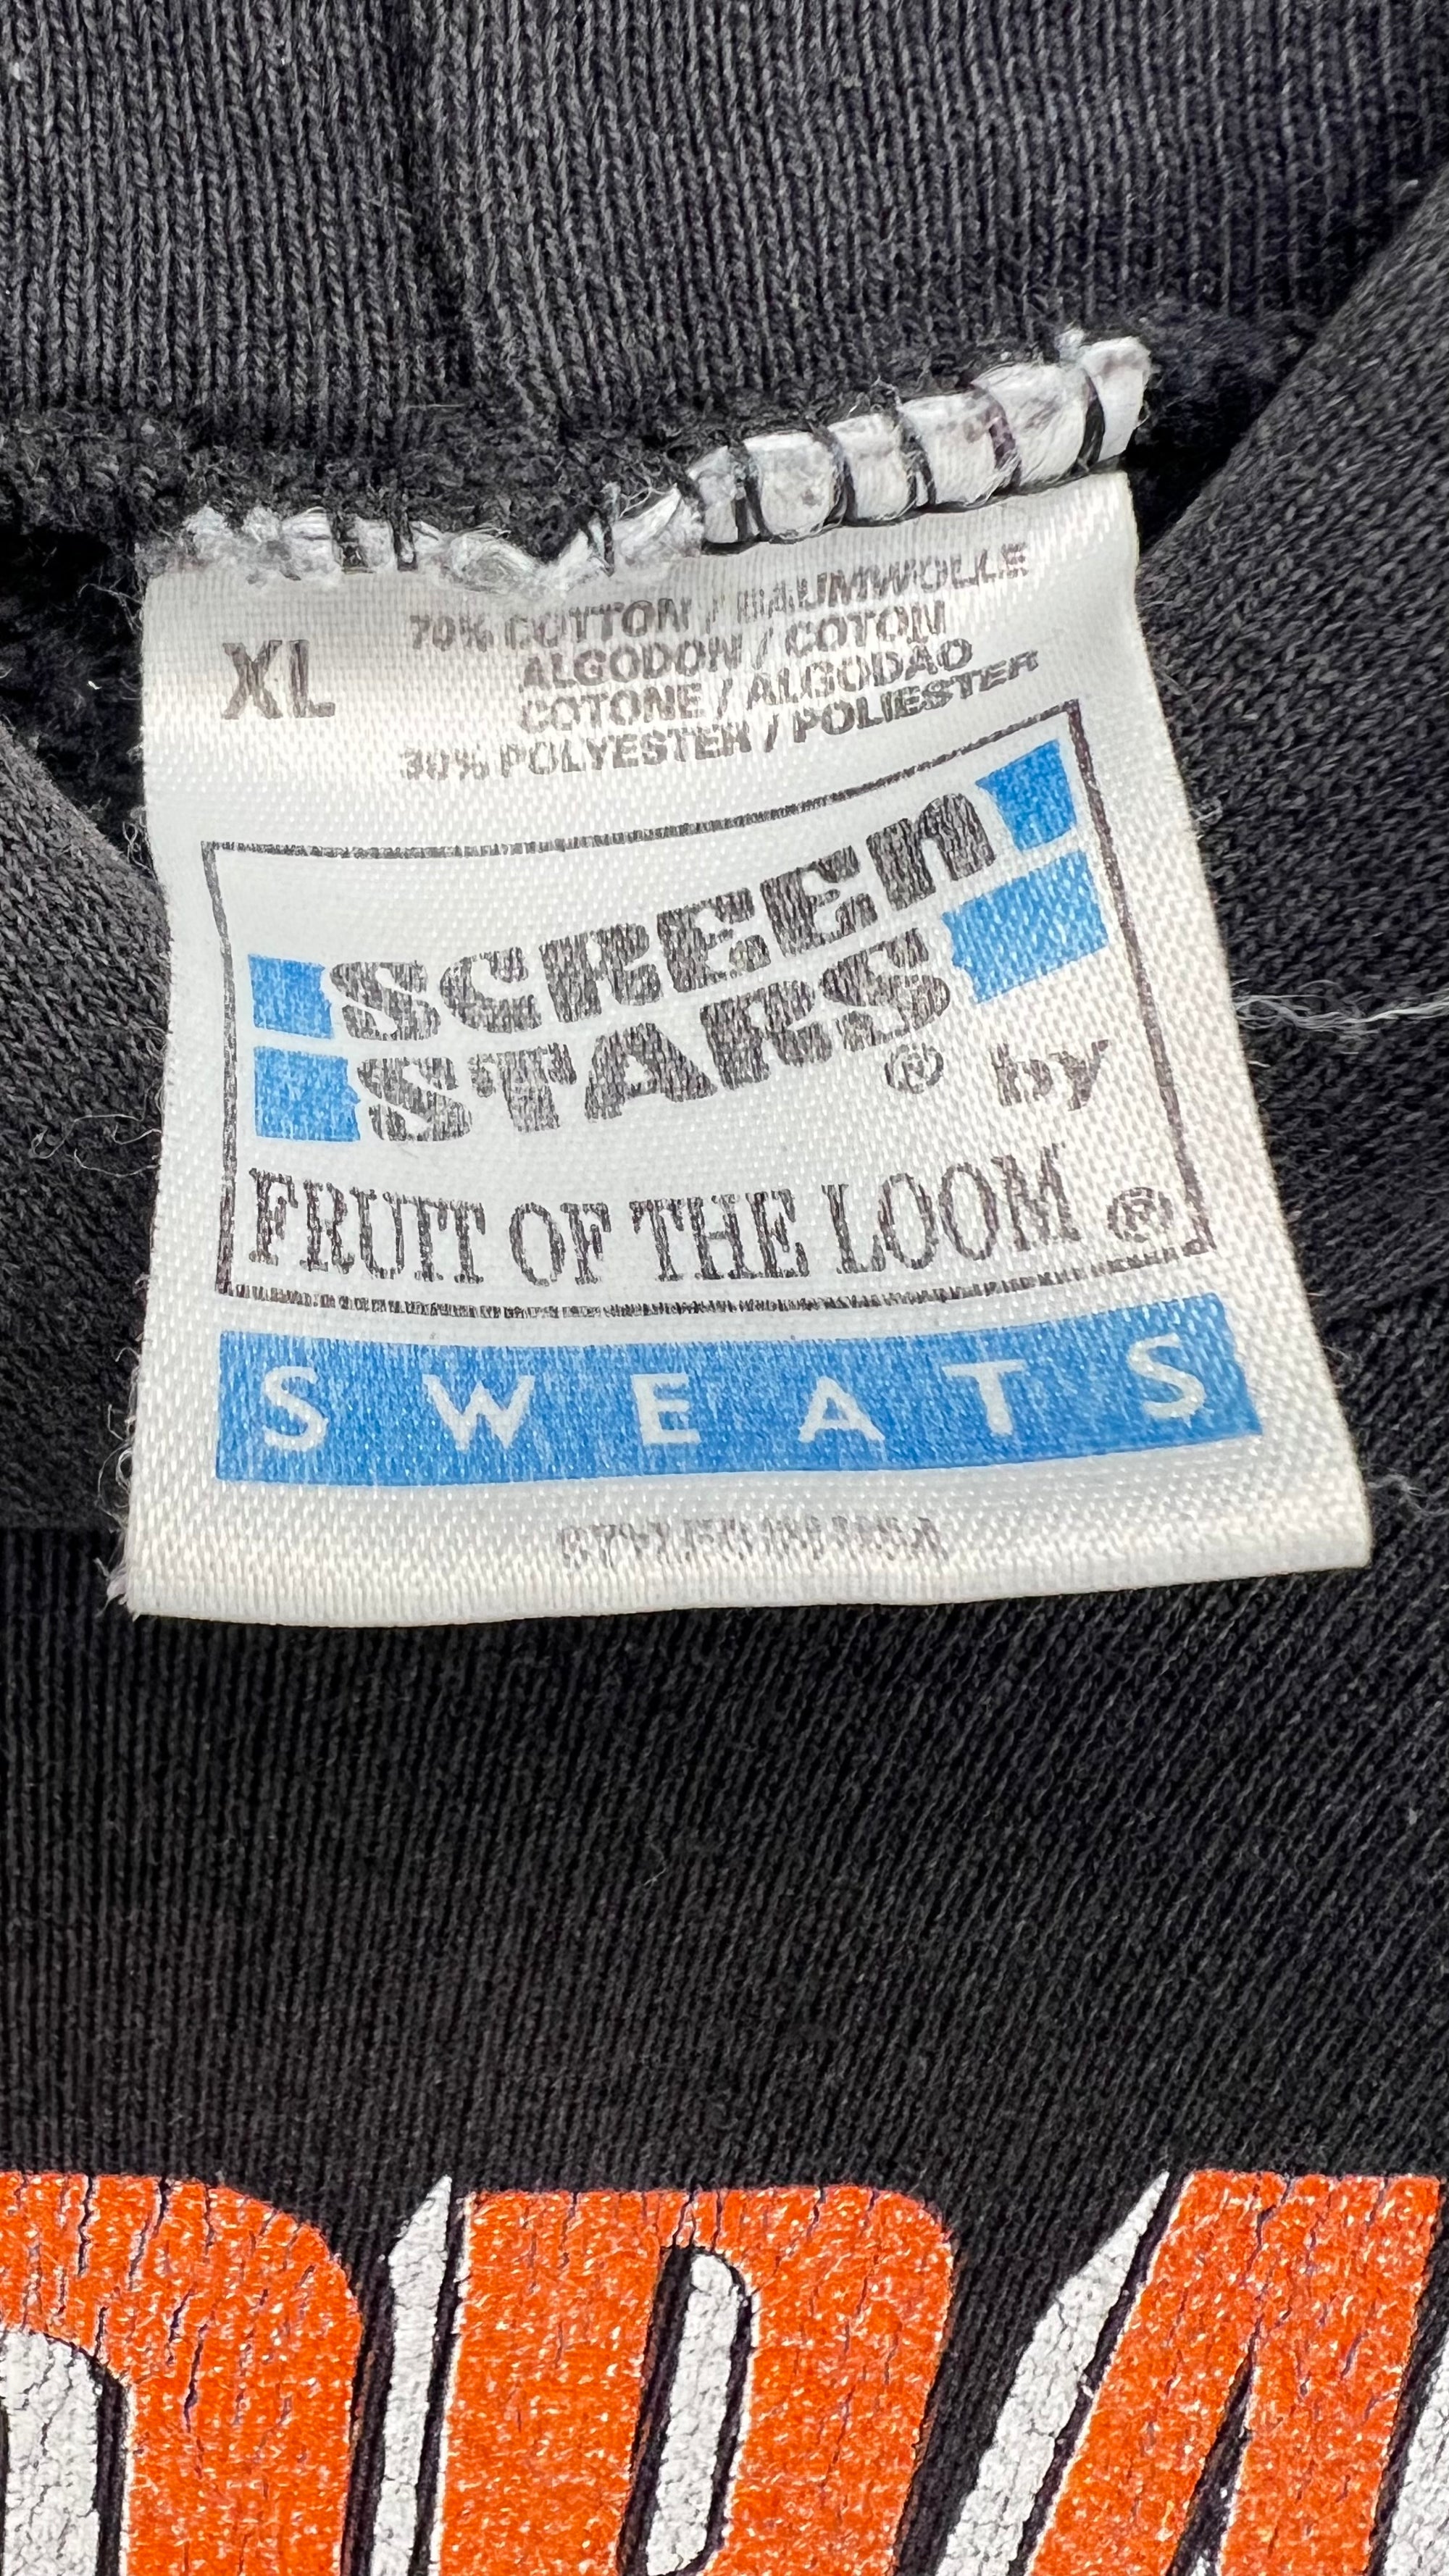 XL
70% COTTON / BAUMWOLLE
ALGODON / COTON
COTONE / ALGODAO
30% POLYESTER / POLIESTER
SCREEN
STARS® by
FRUIT OF THE LOOM®
SWEATS